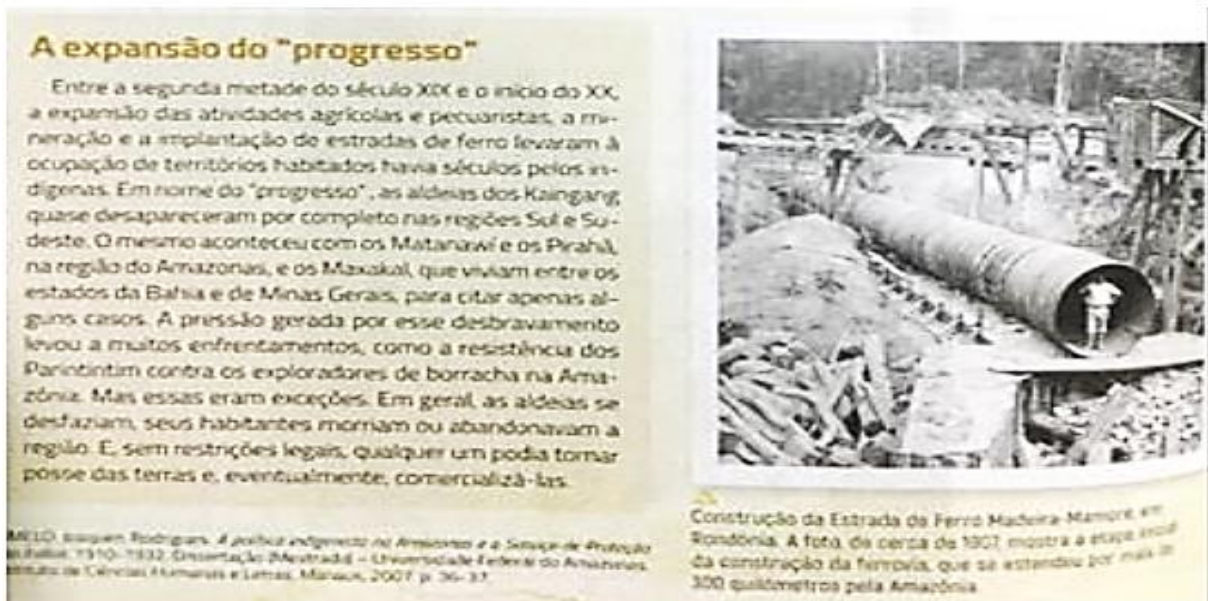 A expansão do "progresso"
Entre a segunda metade do século XIX e o início do XX,
a expansão das atividades agrícolas e pecuaristas, a mi-
neração e a implantação de estradas de ferro levaram à
ocupação de territórios habitados havia séculos pelos in-
dígenas. Em nome do "progresso", as aldeias dos Kaingang
quase desapareceram por completo nas regiões Sul e Su-
deste. O mesmo aconteceu com os Matanawí e os Pirahã,
na região do Amazonas, e os Maxakal, que viviam entre os
estados da Bahia e de Minas Gerais, para citar apenas al-
guns casos. A pressão gerada por esse desbravamento
levou a muitos enfrentamentos, como a resistência dos
Parintintim contra os exploradores de borracha na Ama-
zônia. Mas essas eram exceções. Em geral, as aldeias se
desfaziam, seus habitantes morriam ou abandonavam a
região. E, sem restrições legais, qualquer um podia tomar
posse das terras e, eventualmente, comercializá-las.
MELO, Joaquim Rodrigues. A política indigenista no Amazonas e o Serviço de Proteção
1910-1932. Dissertação (Mestrado) – Universidade Federal do Amazonas,
Instituto de Ciências Humanas e Letras, Manaus, 2007. p. 36-37.
Construção da Estrada de Ferro Madeira-Mamoré, em
Rondônia. A foto, de cerca de 1907, mostra a etapa inicial
da construção da ferrovia, que se estendeu por mais de
300 quilômetros pela Amazônia.